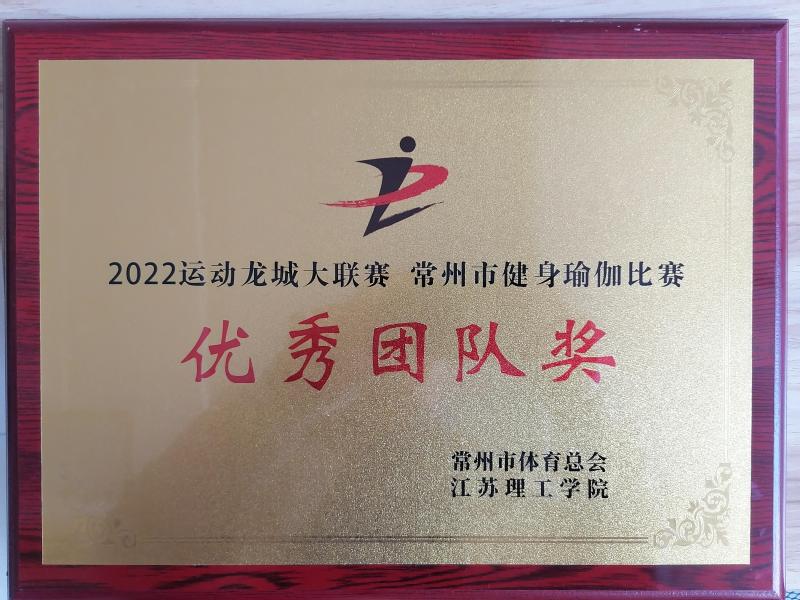 2022运动龙城大联赛 常州市健身瑜伽比赛
优秀团队奖
常州市体育总会
江苏理工学院